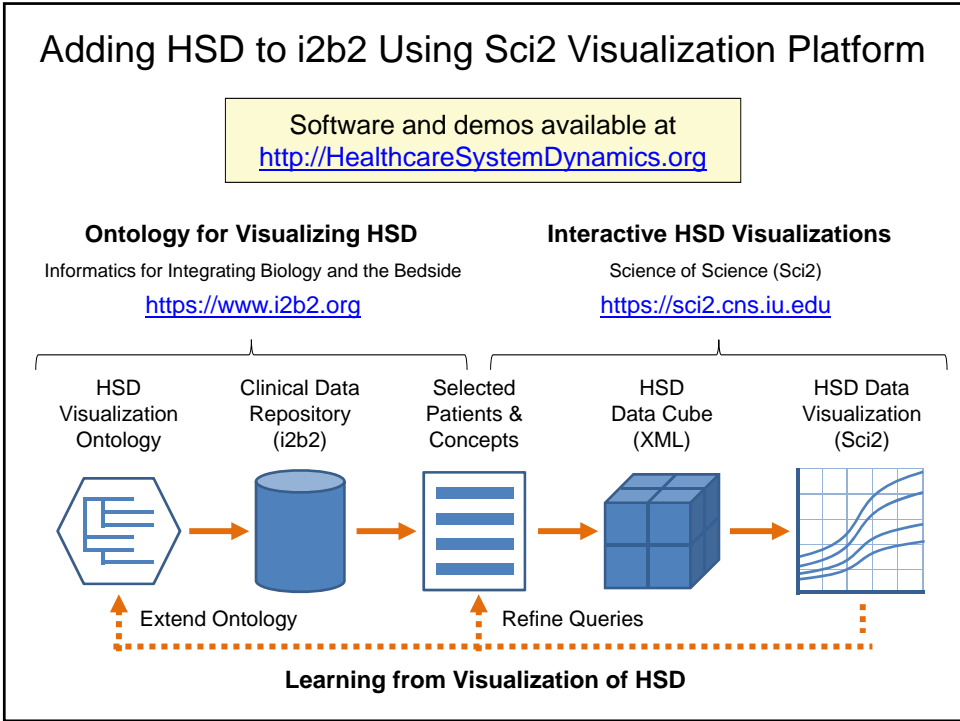 Adding HSD to i2b2 Using Sci2 Visualization Platform
Software and demos available at
http://HealthcareSystemDynamics.org
Ontology for Visualizing HSD
Informatics for Integrating Biology and the Bedside
https://www.i2b2.org
Interactive HSD Visualizations
Science of Science (Sci2)
https://sci2.cns.iu.edu
HSD
Visualization
Ontology
Clinical Data
Repository
(i2b2)
Selected
Patients &
Concepts
HSD
Data Cube
(XML)
HSD Data
Visualization
(Sci2)
Extend Ontology
Refine Queries
Learning from Visualization of HSD